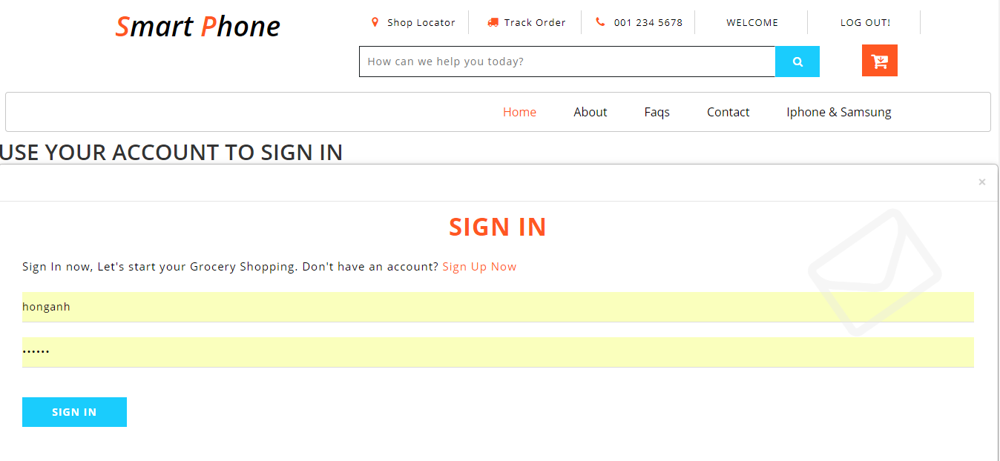 Smart Phone
Shop Locator
Track Order
001 234 5678
WELCOME
LOG OUT!
How can we help you today?
Home
About
Faqs
Contact
Iphone & Samsung
USE YOUR ACCOUNT TO SIGN IN
×
SIGN IN
Sign In now, Let's start your Grocery Shopping. Don't have an account? Sign Up Now
honganh
••••••
SIGN IN